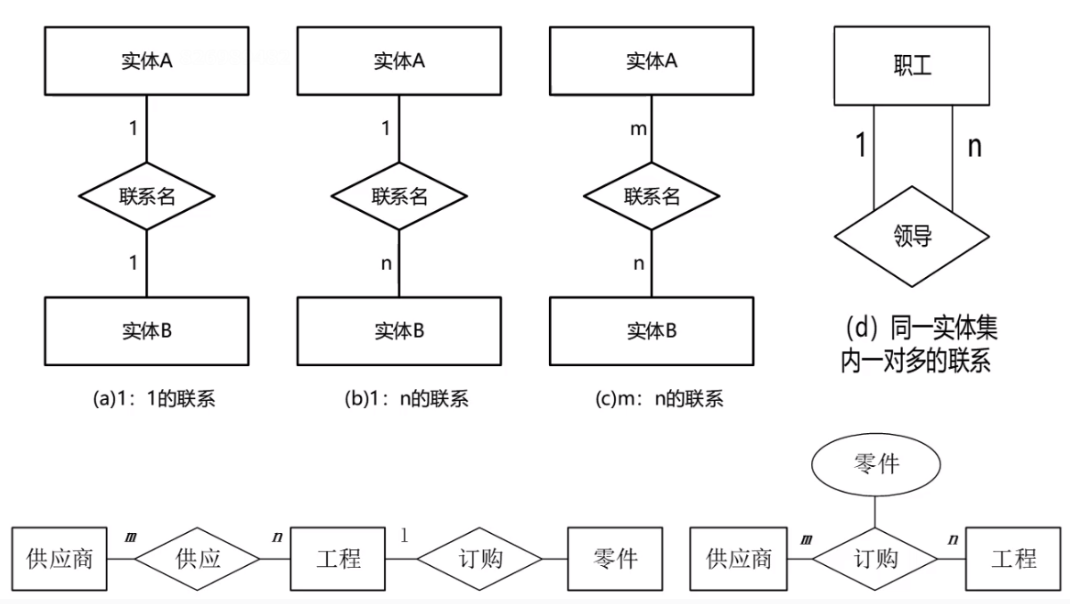 实体A
1
联系名
1
实体B
(a)1：1的联系
实体A
1
联系名
n
实体B
(b)1：n的联系
实体A
m
联系名
n
实体B
(c)m：n的联系
职工
1
n
领导
(d）同一实体集
内一对多的联系
供应商
m
供应
n
工程
1
订购
零件
零件
供应商
m
订购
n
工程